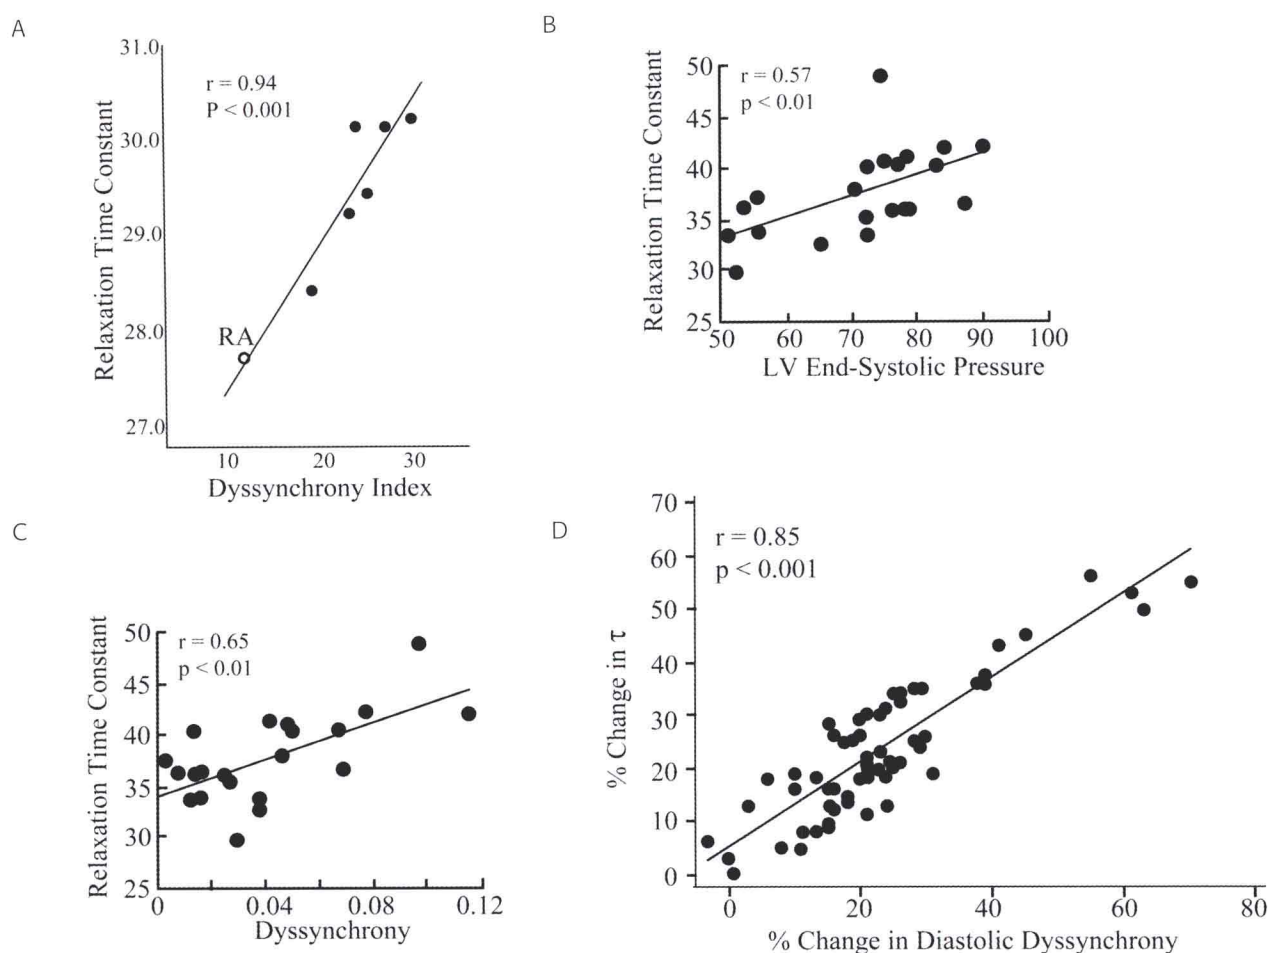 A
31.0
30.0
29.0
28.0
27.0
r = 0.94
P < 0.001
RA
10 20 30
Relaxation Time Constant
Dyssynchrony Index
B
50
45
40
35
30
25
r = 0.57
p < 0.01
50 60 70 80 90 100
Relaxation Time Constant
LV End-Systolic Pressure
C
50
45
40
35
30
25
r = 0.65
p < 0.01
0 0.04 0.08 0.12
Relaxation Time Constant
Dyssynchrony
D
70
60
50
40
30
20
10
0
r = 0.85
p < 0.001
0 20 40 60 80
% Change in τ
% Change in Diastolic Dyssynchrony